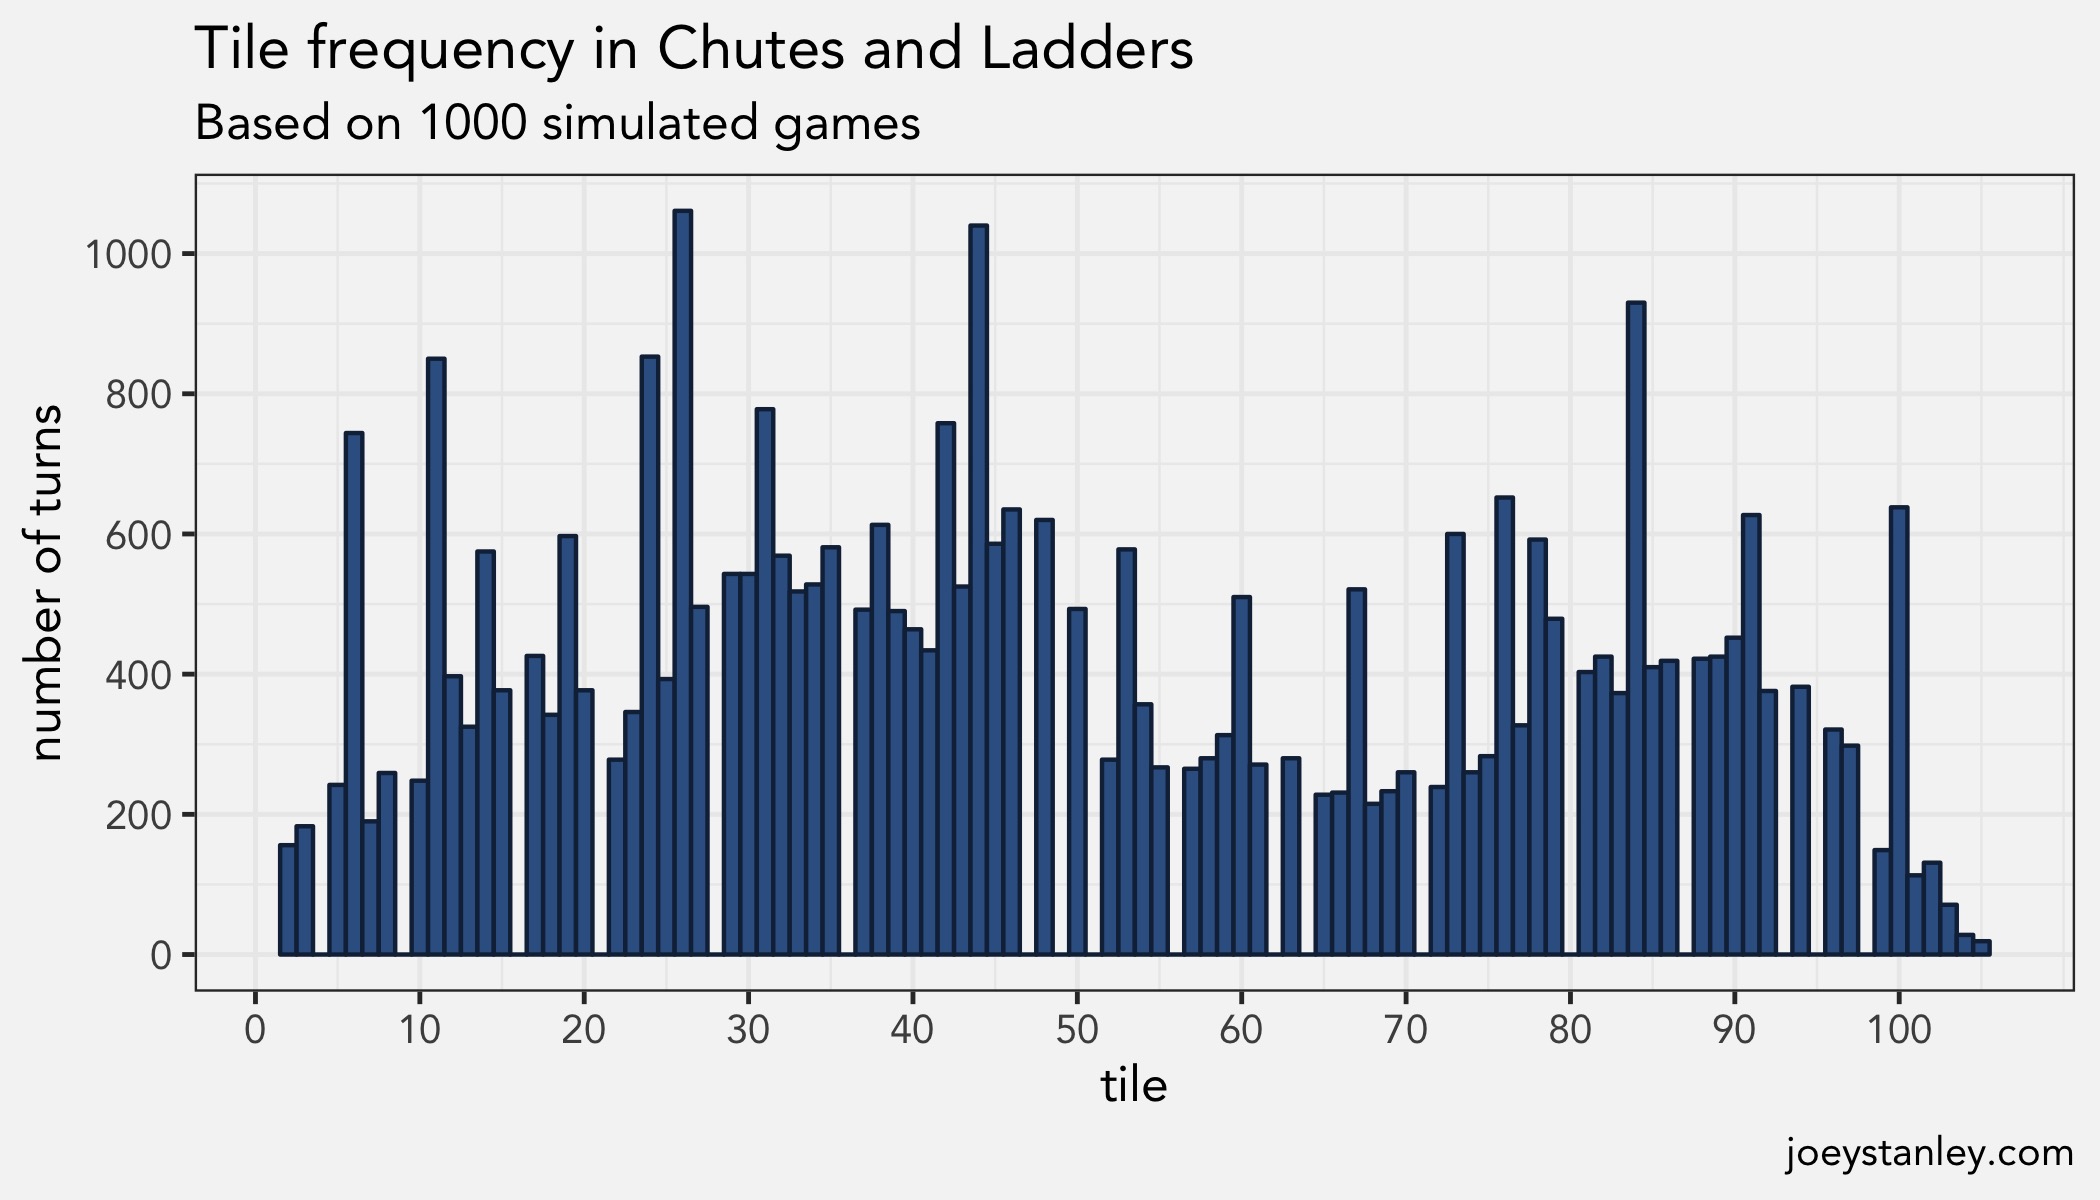 Tile frequency in Chutes and Ladders
Based on 1000 simulated games
number of turns
1000
800
600
400
200
0
0 10 20 30 40 50 60 70 80 90 100
tile
joeystanley.com